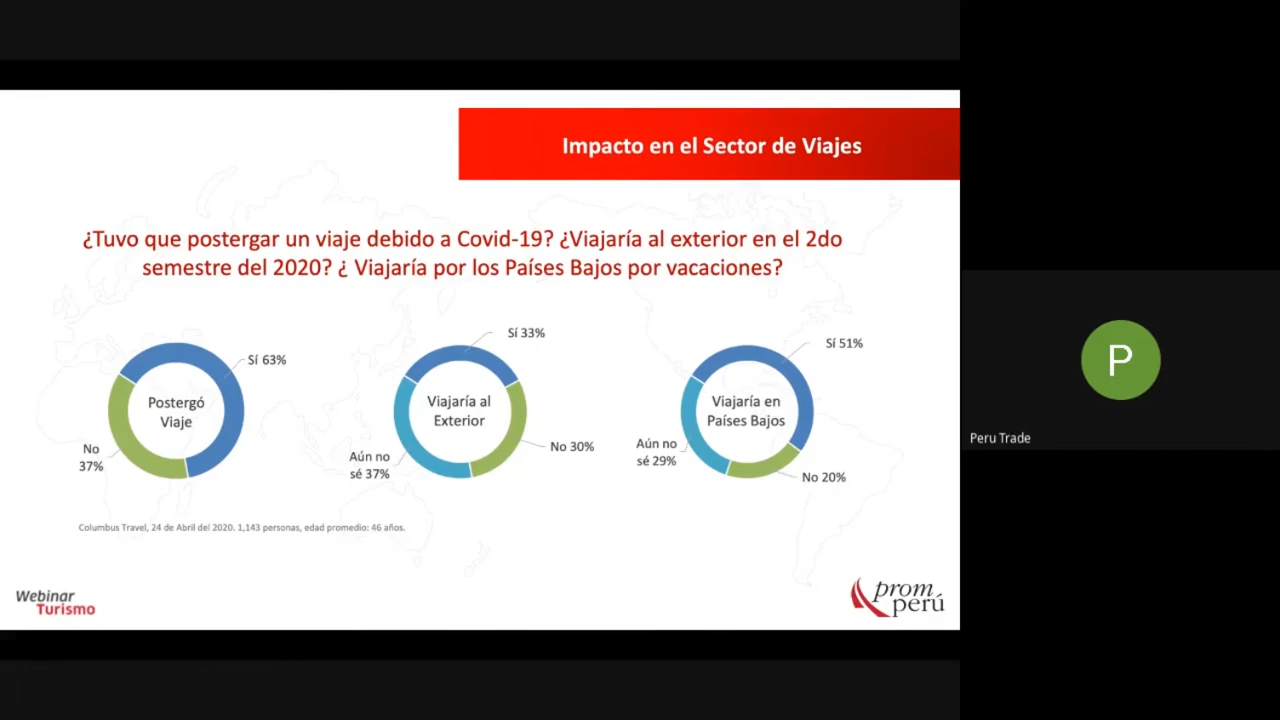 Impacto en el Sector de Viajes
¿Tuvo que postergar un viaje debido a Covid-19? ¿Viajaría al exterior en el 2do
semestre del 2020? ¿ Viajaría por los Países Bajos por vacaciones?
Sí 63%
Postergó
Viaje
No
37%
Sí 33%
Viajaría al
Exterior
No 30%
Aún no
sé 37%
Sí 51%
Viajaría en
Países Bajos
Aún no
sé 29%
No 20%
Columbus Travel, 24 de Abril del 2020. 1,143 personas, edad promedio: 46 años.
Webinar
Turismo
prom
perú
P
Peru Trade